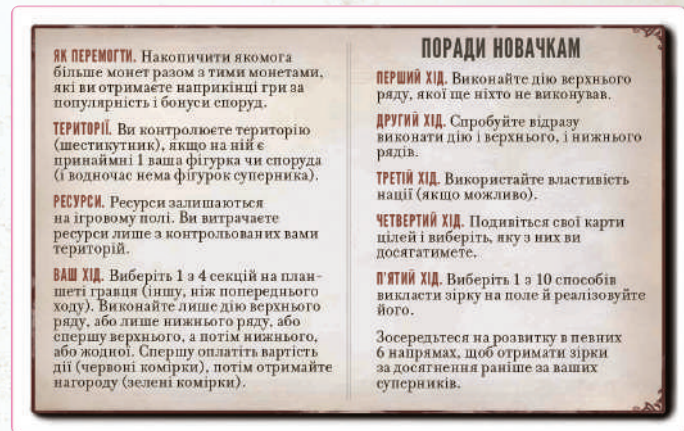 ЯК ПЕРЕМОГТИ. Накопичити якомога
більше монет разом з тими монетами,
які ви отримаєте наприкінці гри за
популярність і бонуси споруд.
ТЕРИТОРІЇ. Ви контролюєте територію
(шестикутник), якщо на ній є
принаймні 1 ваша фігурка чи споруда
(і водночас нема фігурок суперника).
РЕСУРСИ. Ресурси залишаються
на ігровому полі. Ви витрачаєте
ресурси лише з контрольованих вами
територій.
ВАШ ХІД. Виберіть 1 з 4 секцій на план-
шеті гравця (іншу, ніж попереднього
ходу). Виконайте лише дію верхнього
ряду, або лише нижнього ряду, або
спершу верхнього, а потім нижнього,
або жодної. Спершу оплатіть вартість
дії (червоні комірки), потім отримайте
нагороду (зелені комірки).
ПОРАДИ НОВАЧКАМ
ПЕРШИЙ ХІД. Виконайте дію верхнього
ряду, якої ще ніхто не виконував.
ДРУГИЙ ХІД. Спробуйте відразу
виконати дію і верхнього, і нижнього
рядів.
ТРЕТІЙ ХІД. Використайте властивість
нації (якщо можливо).
ЧЕТВЕРТИЙ ХІД. Подивіться свої карти
цілей і виберіть, яку з них ви
досягатимете.
П'ЯТИЙ ХІД. Виберіть 1 з 10 способів
викласти зірку на поле й реалізовуйте
його.
Зосередьтеся на розвитку в певних
6 напрямах, щоб отримати зірки
за досягнення раніше за ваших
суперників.